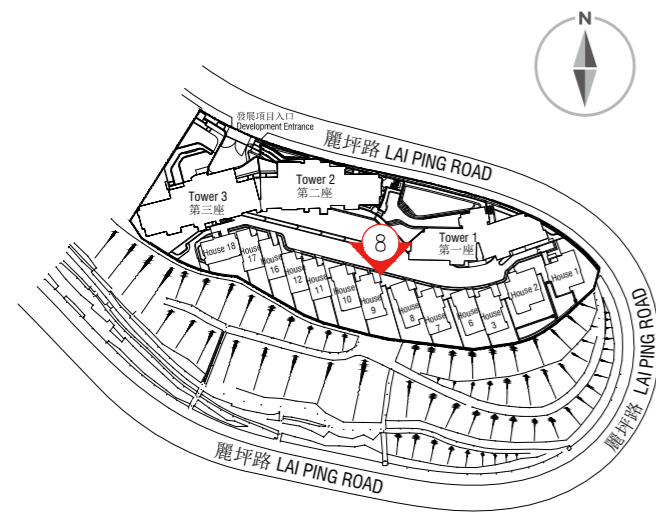 N
發展項目入口
Development Entrance
麗坪路 LAI PING ROAD
Tower 2
第二座
Tower 3
第三座
8
Tower 1
第一座
House 18
House
17
House
16
House
12
House
11
House
10
House
9
House
8
House
7
House
6
House
3
House 2
House 1
麗坪路 LAI PING ROAD
麗坪路 LAI PING ROAD